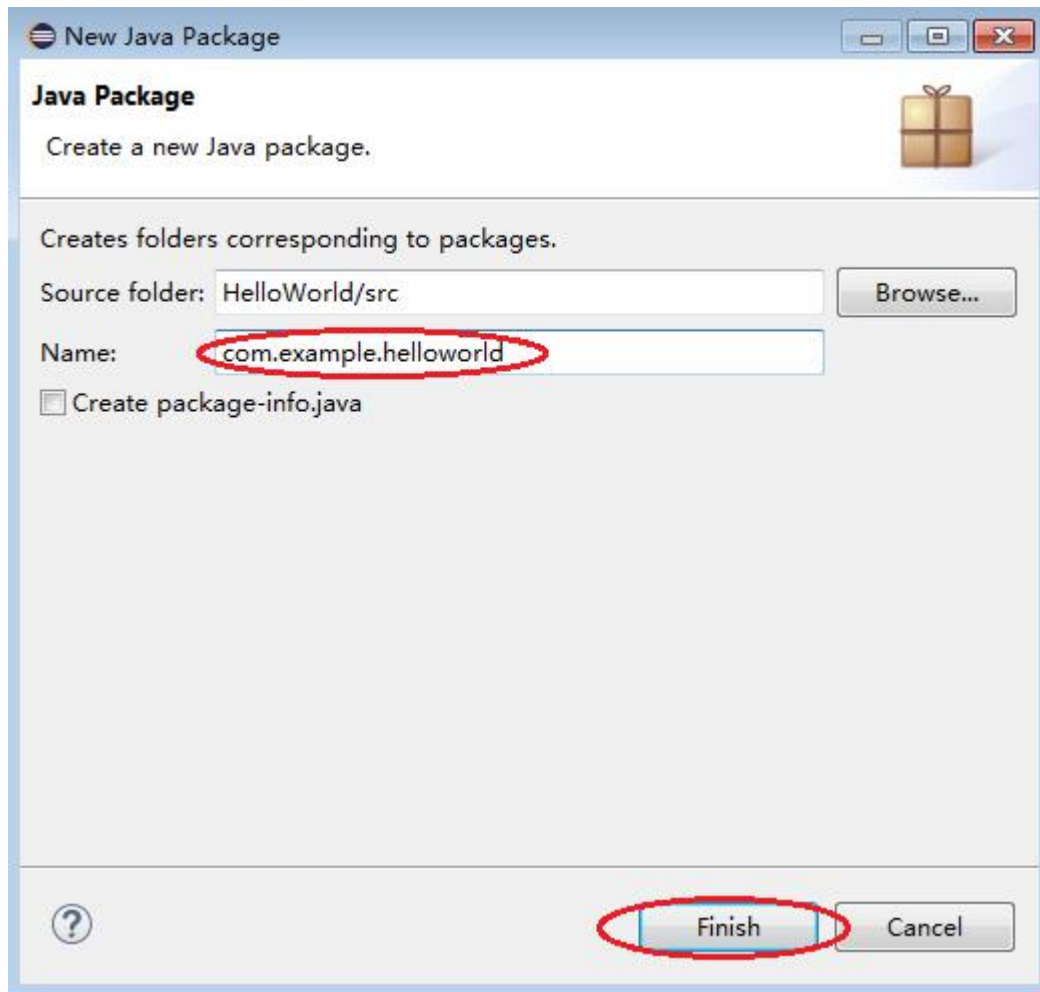 New Java Package
Java Package
Create a new Java package.
Creates folders corresponding to packages.
Source folder: HelloWorld/src Browse...
Name: com.example.helloworld
Create package-info.java
? Finish Cancel